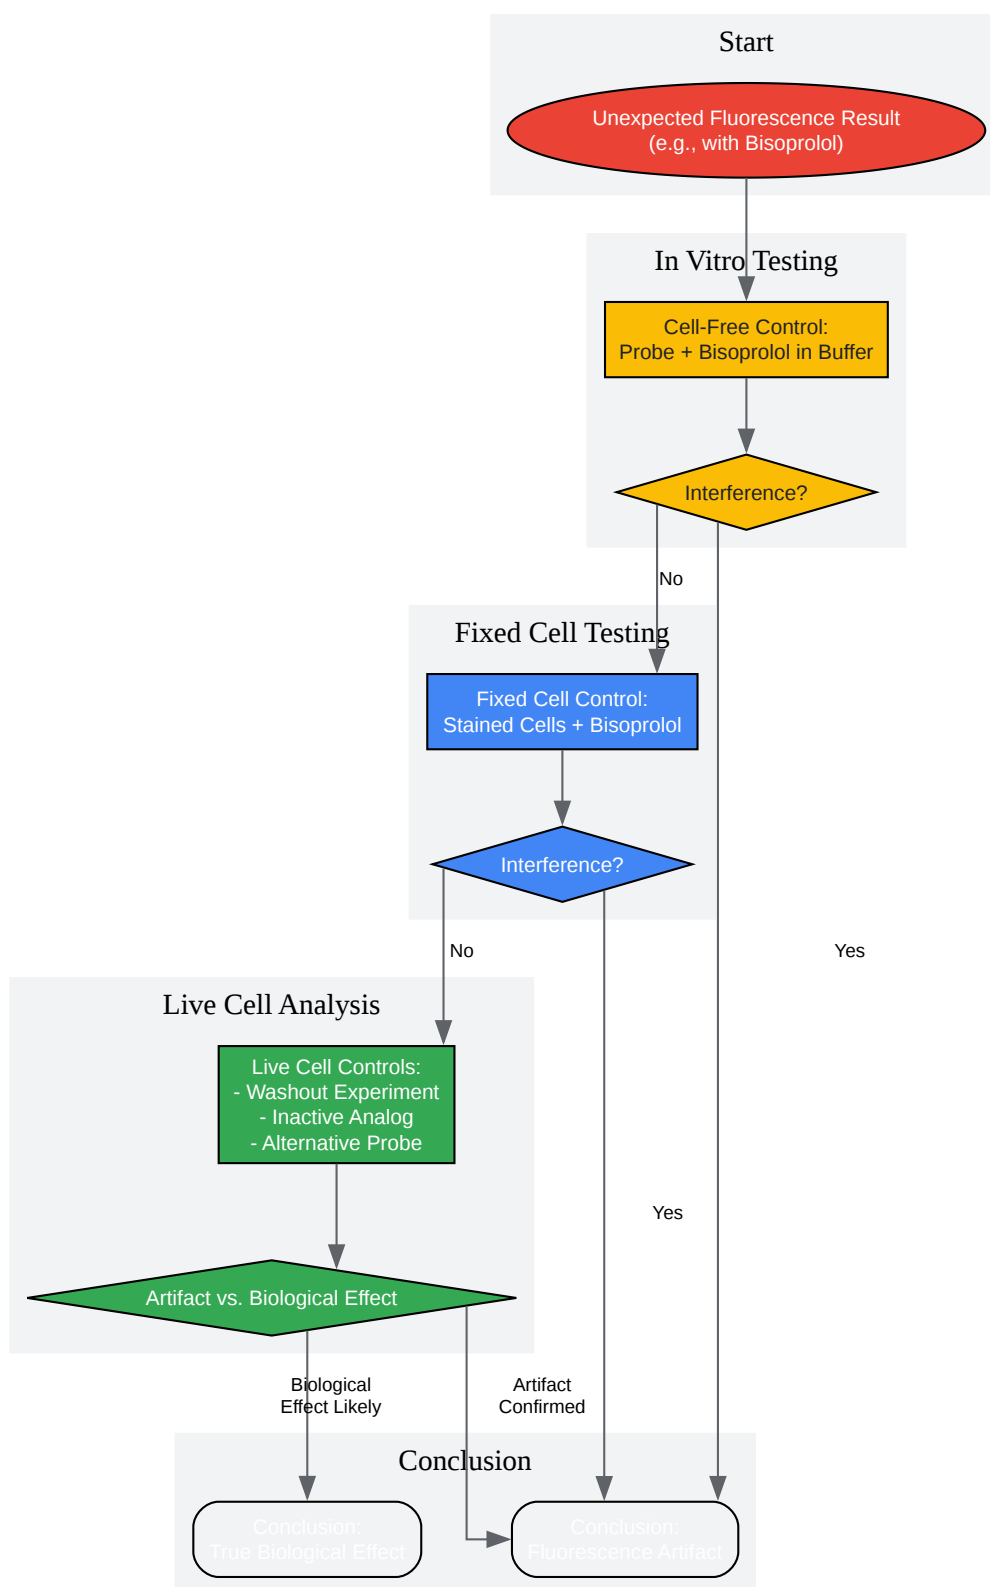 Start
Unexpected Fluorescence Result
(e.g., with Bisoprolol)
In Vitro Testing
Cell-Free Control:
Probe + Bisoprolol in Buffer
Interference?
No
Fixed Cell Testing
Fixed Cell Control:
Stained Cells + Bisoprolol
Interference?
No
Yes
Live Cell Analysis
Live Cell Controls:
- Washout Experiment
- Inactive Analog
- Alternative Probe
Yes
Artifact vs. Biological Effect
Biological
Effect Likely
Artifact
Confirmed
Conclusion
Conclusion:
True Biological Effect
Conclusion:
Fluorescence Artifact